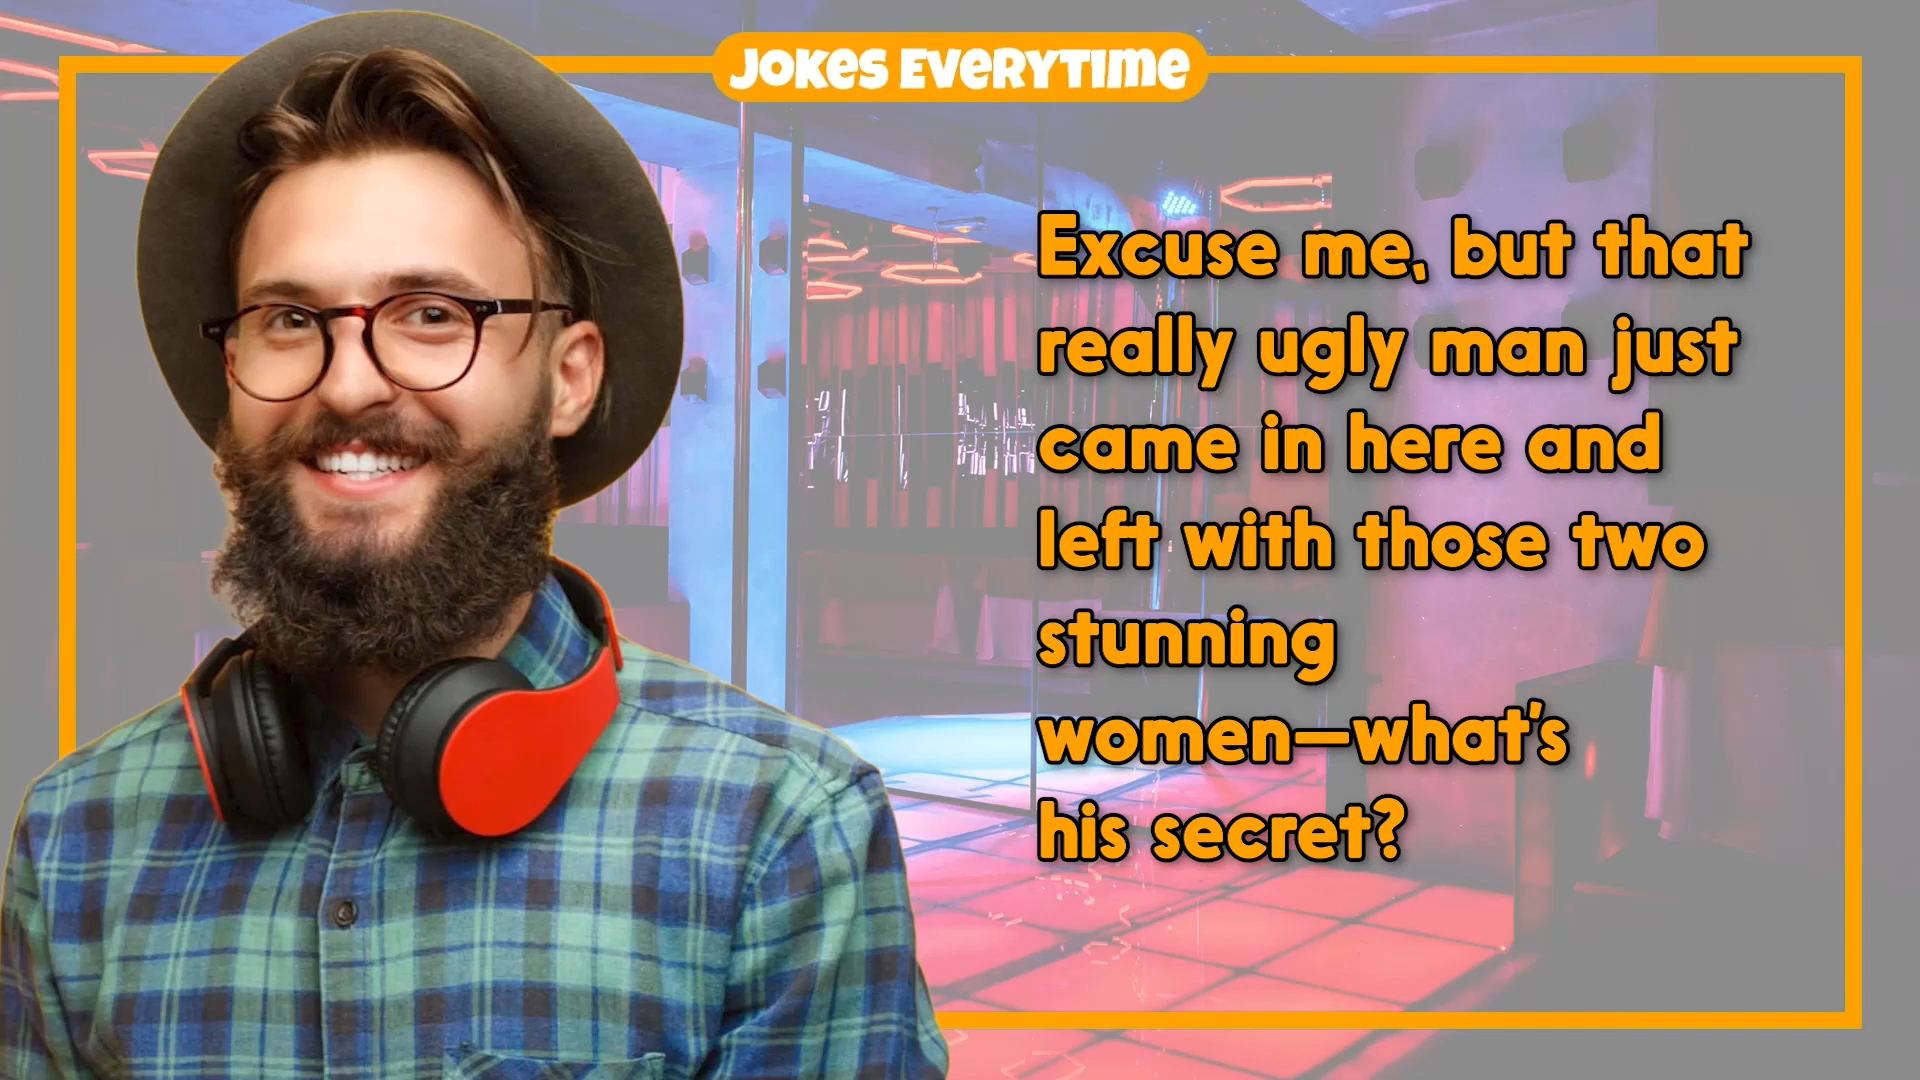 JOKES EVERYTIME
Excuse me, but that
really ugly man just
came in here and
left with those two
stunning
women—what's
his secret?